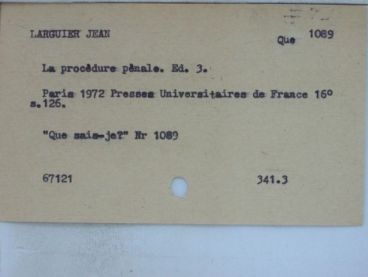 LARGUIER JEAN
Que 1089
La procédure pénale. Ed. 3.
Paris 1972 Presses Universitaires de France 16°
s.126.
"Que sais-je?" Nr 1089
67121 341.3